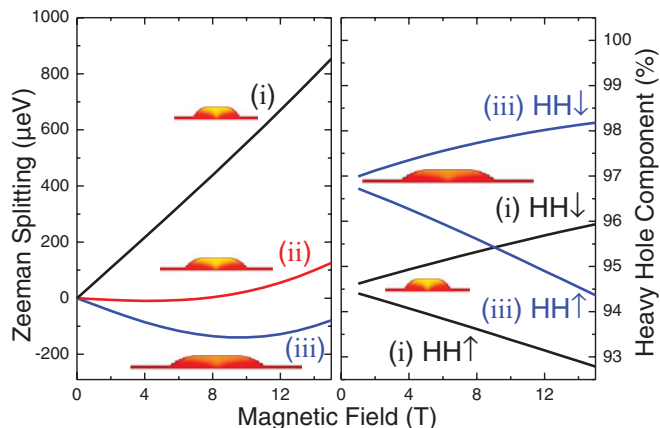 1000
800
600
400
200
0
-200
Zeeman Splitting (µeV)
(i)
(ii)
(iii)
0
4
8
12
Magnetic Field (T)
(iii) HH↓
(i) HH↓
(iii) HH↑
(i) HH↑
4
8
12
100
99
98
97
96
95
94
93
Heavy Hole Component (%)